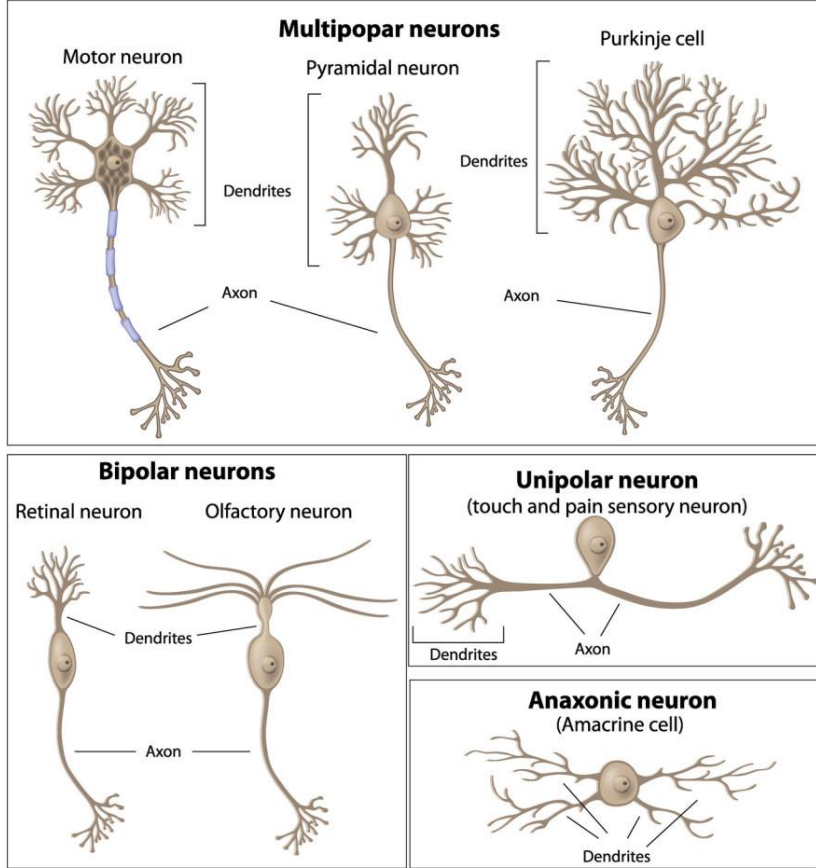 Multipopar neurons
Motor neuron
Pyramidal neuron
Purkinje cell
Dendrites
Dendrites
Axon
Axon
Bipolar neurons
Retinal neuron
Olfactory neuron
Dendrites
Axon
Unipolar neuron
(touch and pain sensory neuron)
Dendrites
Axon
Anaxonic neuron
(Amacrine cell)
Dendrites